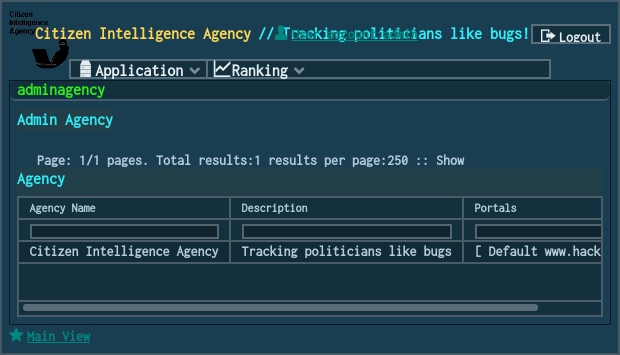 Citizen
Intelligence
Agency
Citizen Intelligence Agency // Tracking politicians like bugs!
Logout
Application
Ranking
adminagency
Admin Agency
Page: 1/1 pages. Total results:1 results per page:250 :: Show
Agency
Agency Name Description Portals
Citizen Intelligence Agency Tracking politicians like bugs [ Default www.hack
Main View